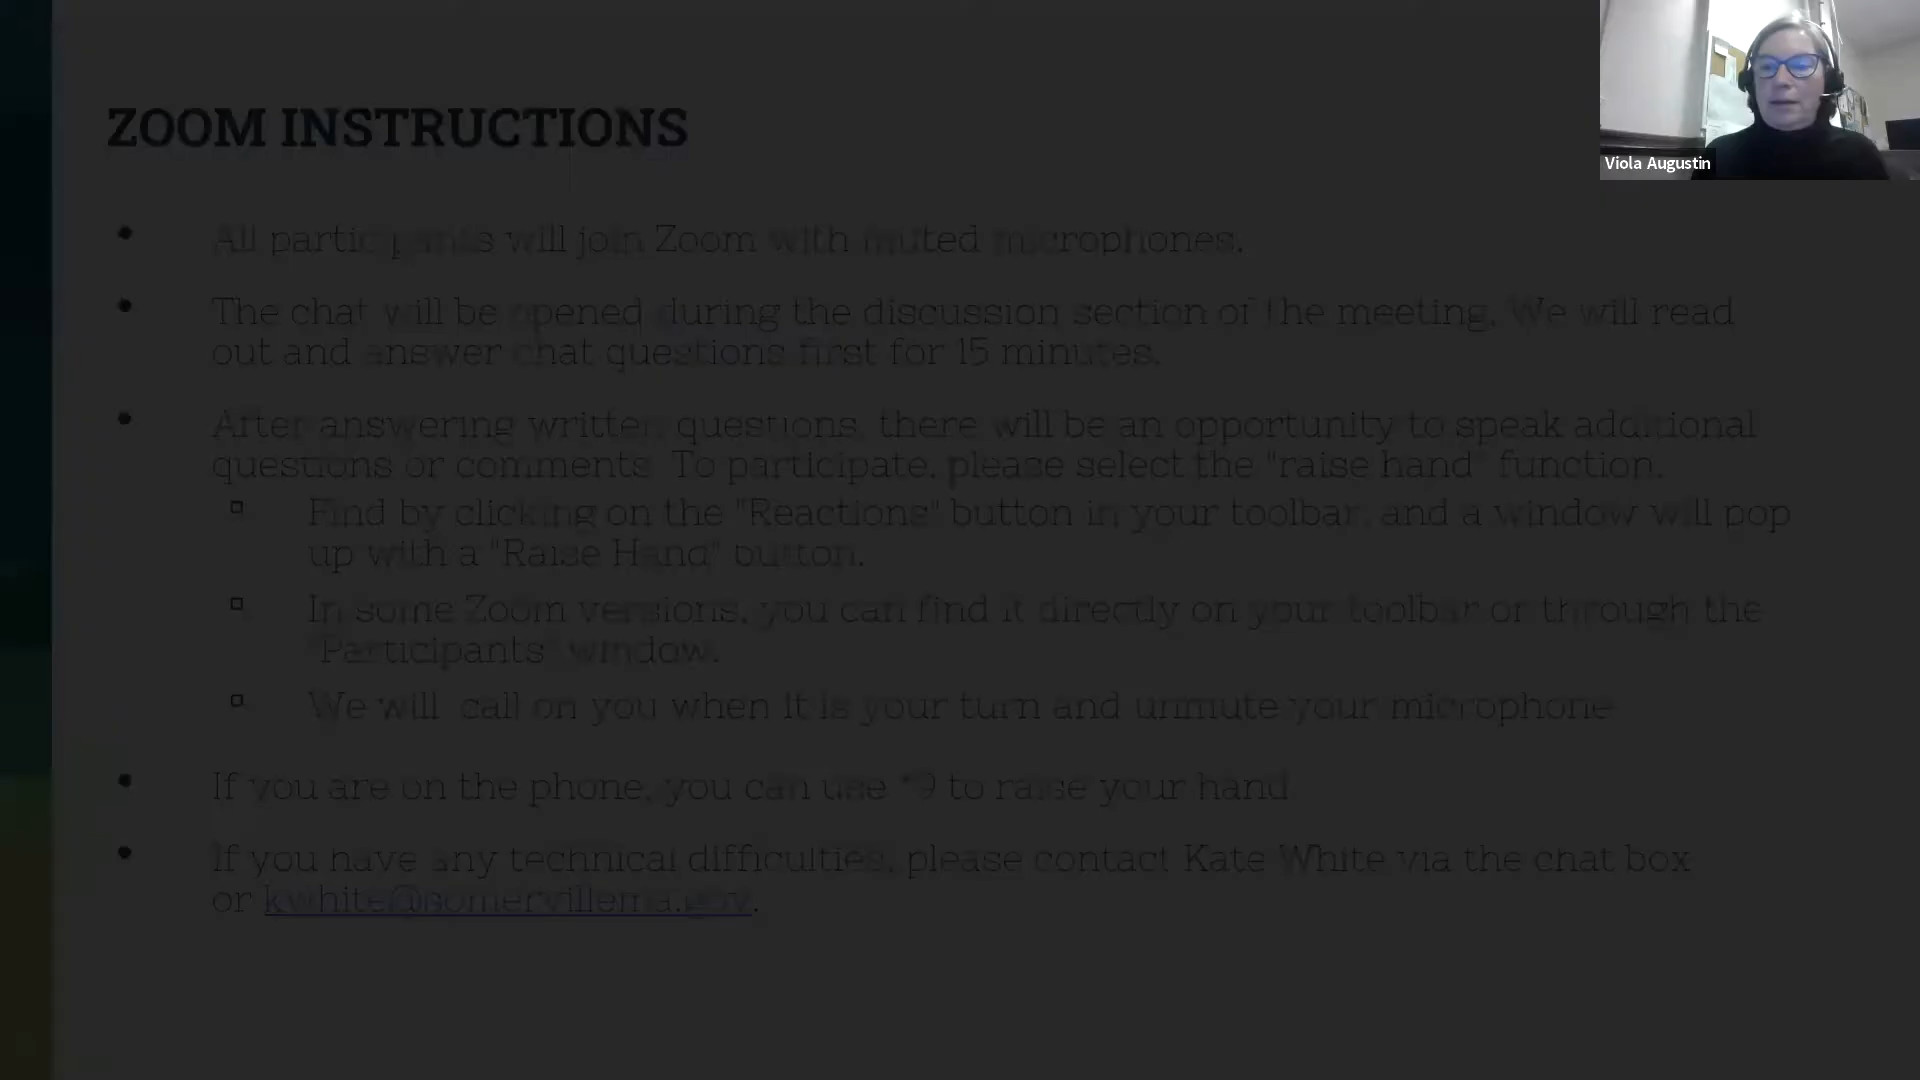 ZOOM INSTRUCTIONS
Viola Augustin
• All participants will join Zoom with muted microphones.
• The chat will be opened during the discussion section of the meeting. We will read
out and answer chat questions first for 15 minutes.
• After answering written questions, there will be an opportunity to speak additional
questions or comments. To participate, please select the "raise hand" function.
▫ Find by clicking on the "Reactions" button in your toolbar, and a window will pop
up with a "Raise Hand" button.
▫ In some Zoom versions, you can find it directly on your toolbar or through the
"Participants" window.
▫ We will call on you when it is your turn and unmute your microphone
• If you are on the phone, you can use *9 to raise your hand
• If you have any technical difficulties, please contact Kate White via the chat box
or kwhite@somervillema.gov.